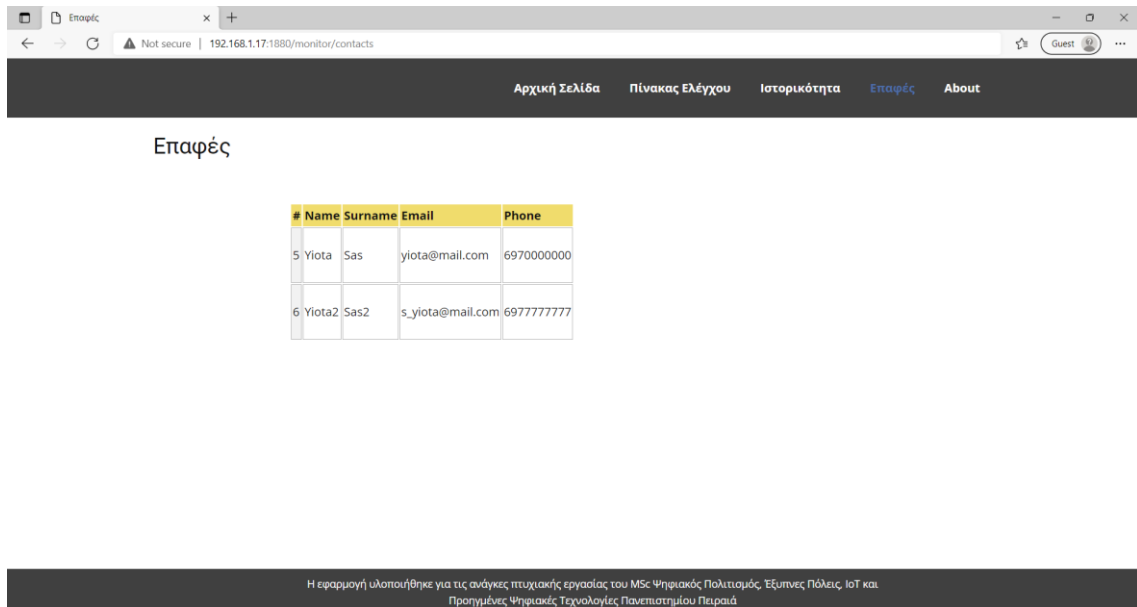 Επαφές
Not secure | 192.168.1.17:1880/monitor/contacts
Guest
Αρχική Σελίδα Πίνακας Ελέγχου Ιστορικότητα Επαφές About
Επαφές
# Name Surname Email Phone
5 Yiota Sas yiota@mail.com 6970000000
6 Yiota2 Sas2 s_yiota@mail.com 6977777777
Η εφαρμογή υλοποιήθηκε για τις ανάγκες πτυχιακής εργασίας του MSc Ψηφιακός Πολιτισμός, Έξυπνες Πόλεις, IoT και
Προηγμένες Ψηφιακές Τεχνολογίες Πανεπιστημίου Πειραιά